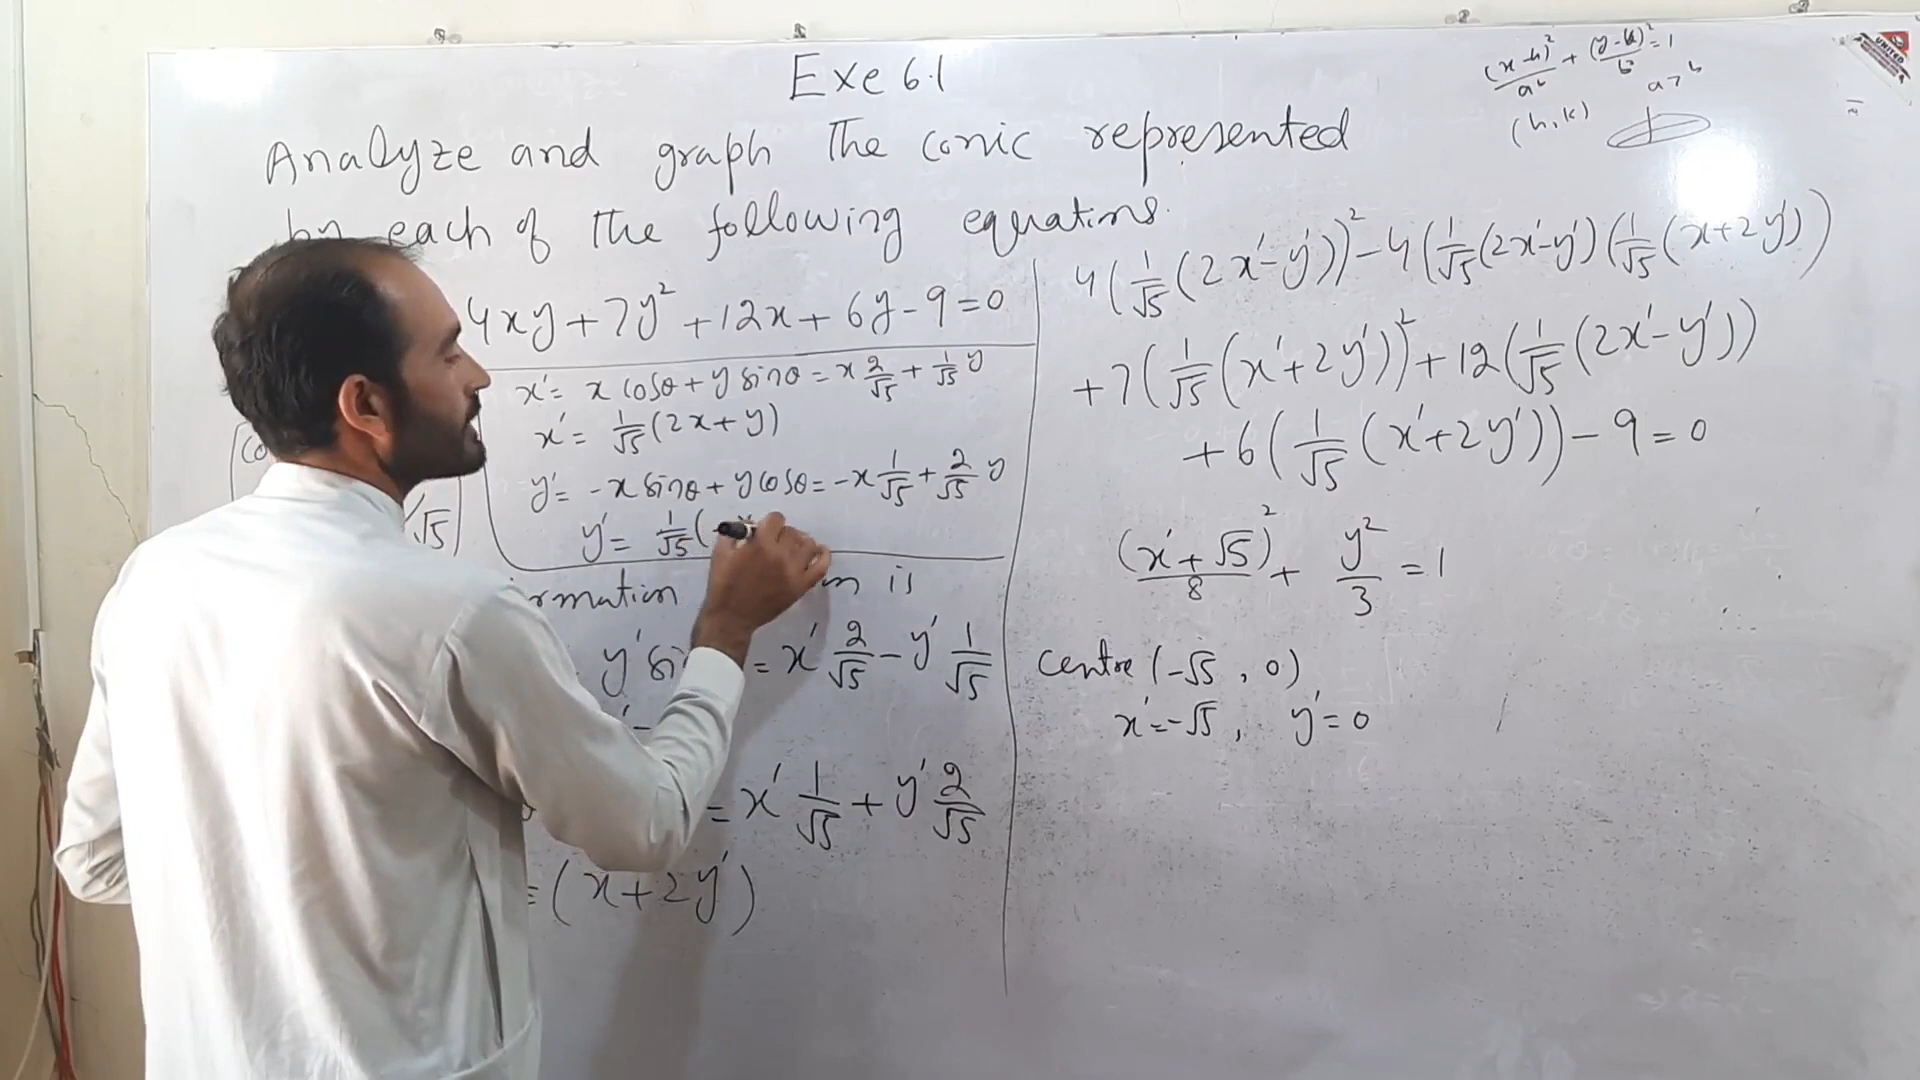 Exe 6.1
Analyze and graph the conic represented
by each of the following equations.
4xy + 7y² + 12x + 6y - 9 = 0
x' = x cosθ + y sinθ = x 2/√5 + 1/√5 y
x' = 1/√5 (2x + y)
y' = -x sinθ + y cosθ = -x 1/√5 + 2/√5 y
y' = 1/√5 (-x
√5
is
y' = x' 2/√5 - y' 1/√5
= x' 1/√5 + y' 2/√5
= (x + 2y')
(x-h)²/a² + (y-k)²/b² = 1
a > b
(h, k)
4(1/√5 (2x' - y'))² - 4(1/√5 (2x' - y')(1/√5 (x + 2y'))
+ 7(1/√5 (x' + 2y'))² + 12(1/√5 (2x' - y'))
+ 6(1/√5 (x' + 2y')) - 9 = 0
(x' + √5)²/8 + y²/3 = 1
Centre (-√5, 0)
x' = -√5, y' = 0
UNITED